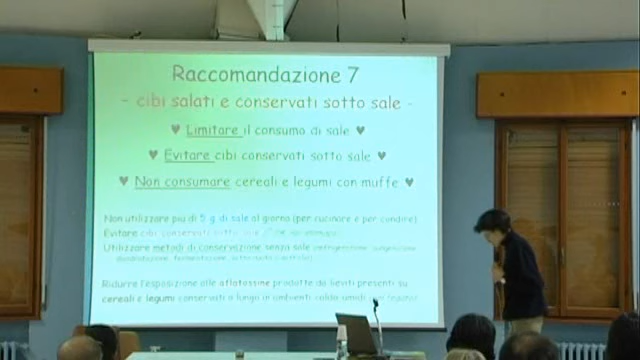 Raccomandazione 7
- cibi salati e conservati sotto sale -
♥ Limitare il consumo di sale ♥
♥ Evitare cibi conservati sotto sale ♥
♥ Non consumare cereali e legumi con muffe ♥
Non utilizzare più di 5 g di sale al giorno (per cucinare e per condire)
Evitare cibi conservati sotto sale
Utilizzare metodi di conservazione senza sale
Ridurre l'esposizione alle aflatossine prodotte da lieviti presenti su
cereali e legumi conservati a lungo in ambienti caldo umidi